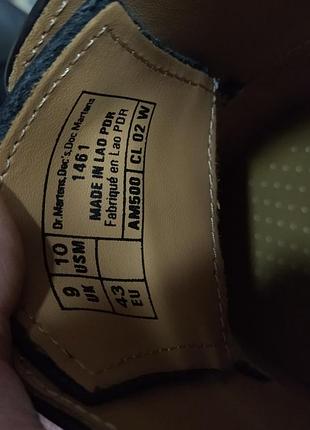 Dr.Martens,Doc's,Doc Martens
1461
MADE IN LAO PDR
Fabriqué en Lao PDR
AM500 CL 02 W
9 10
UK USM
43
EU